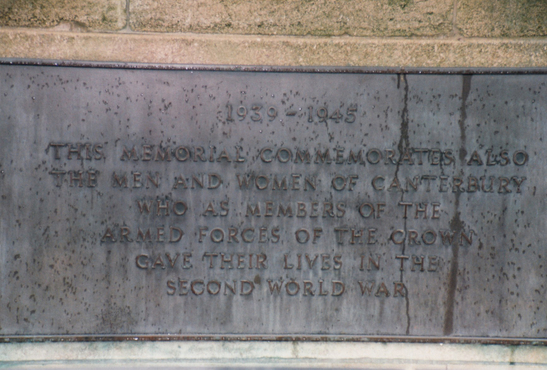 1939 - 1945
THIS MEMORIAL COMMEMORATES ALSO
THE MEN AND WOMEN OF CANTERBURY
WHO AS MEMBERS OF THE
ARMED FORCES OF THE CROWN
GAVE THEIR LIVES IN THE
SECOND WORLD WAR